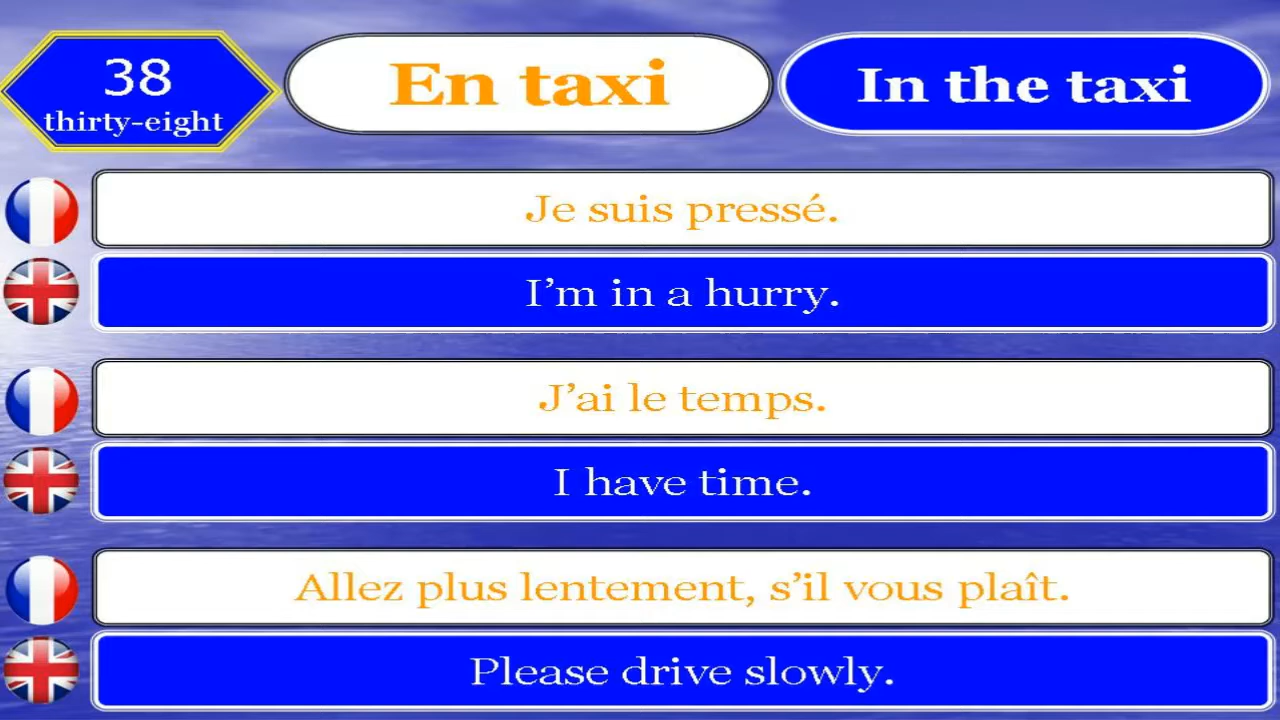 38
thirty-eight
En taxi
In the taxi
Je suis pressé.
I’m in a hurry.
J’ai le temps.
I have time.
Allez plus lentement, s’il vous plaît.
Please drive slowly.